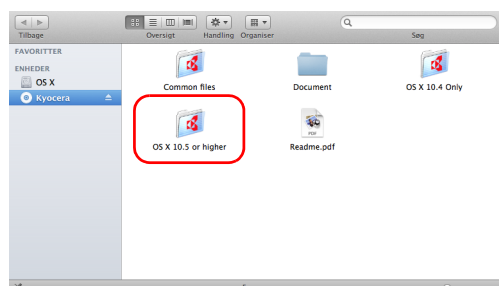 Tilbage
Oversigt
Handling
Organiser
Søg
FAVORITTER
ENHEDER
OS X
Kyocera
Common files
Document
OS X 10.4 Only
OS X 10.5 or higher
PDF
Readme.pdf